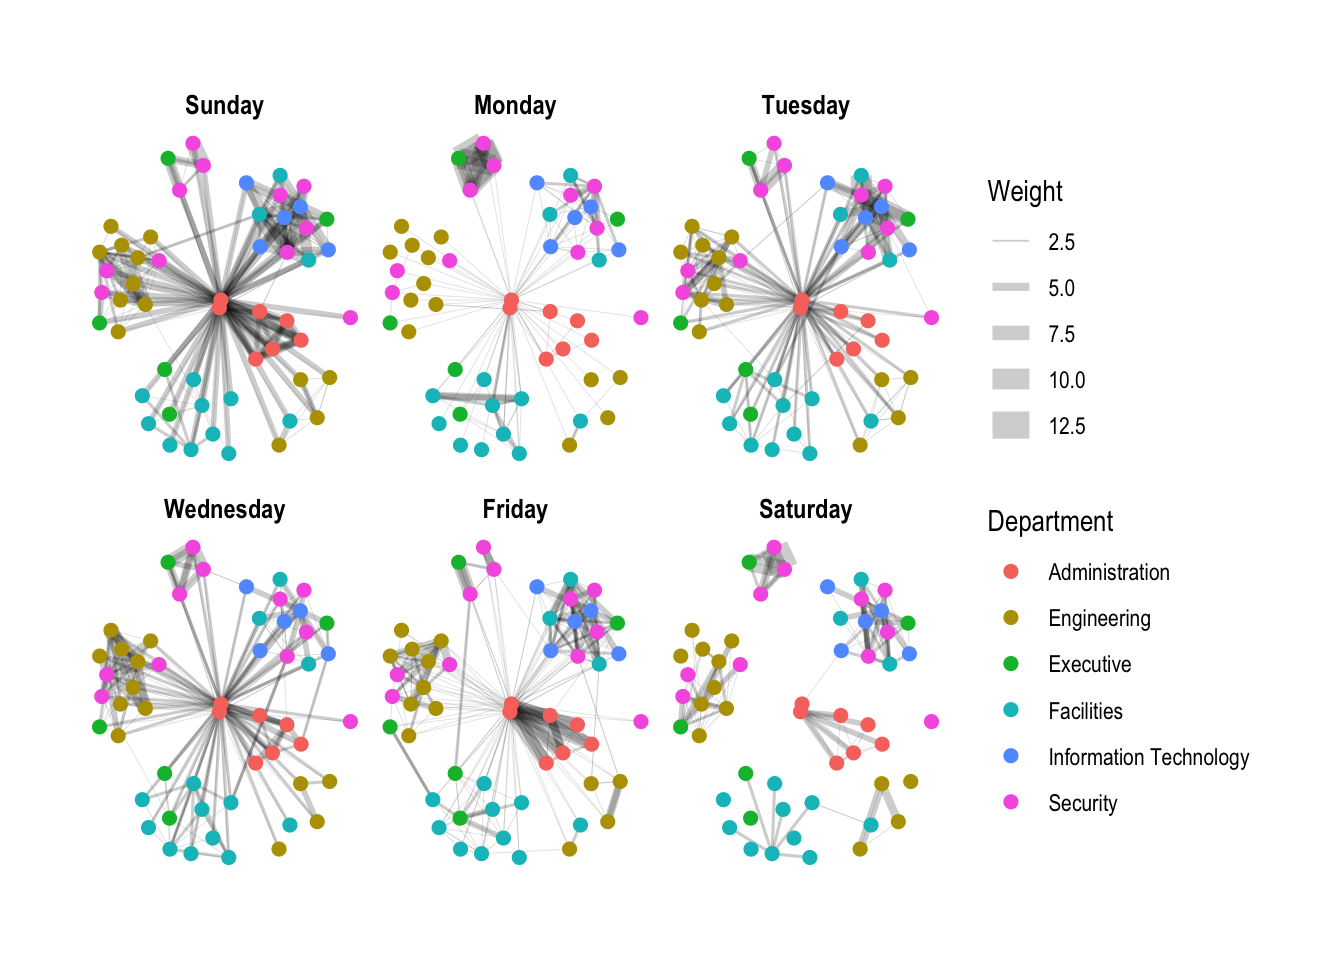 Sunday
Monday
Tuesday
Wednesday
Friday
Saturday
Weight
2.5
5.0
7.5
10.0
12.5
Department
Administration
Engineering
Executive
Facilities
Information Technology
Security